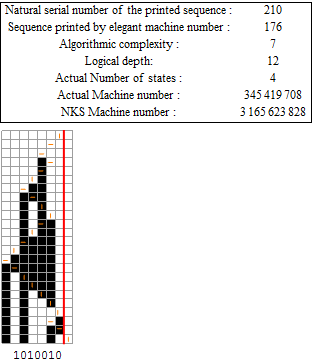 Natural serial number of the printed sequence : 210
Sequence printed by elegant machine number : 176
Algorithmic complexity : 7
Logical depth: 12
Actual Number of states : 4
Actual Machine number : 345 419 708
NKS Machine number : 3 165 623 828
1010010